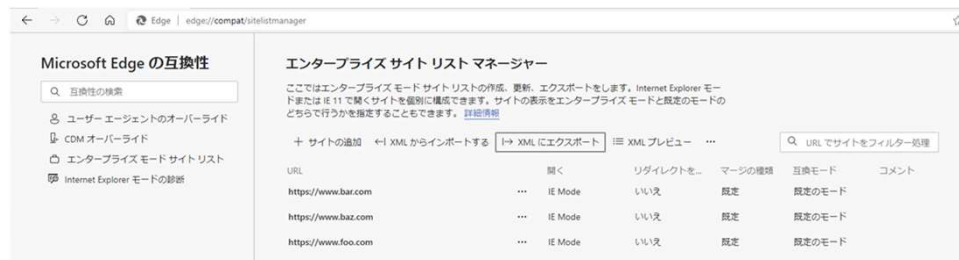 Edge | edge://compat/sitelistmanager
Microsoft Edge の互換性
互換性の検索
ユーザー エージェントのオーバーライド
CDM オーバーライド
エンタープライズ モード サイト リスト
Internet Explorer モードの診断
エンタープライズ サイト リスト マネージャー
ここではエンタープライズ モード サイト リストの作成、更新、エクスポートをします。Internet Explorer モー
ドまたは IE 11 で開くサイトを個別に構成できます。サイトの表示をエンタープライズ モードと既定のモードの
どちらで行うかを指定することもできます。 詳細情報
サイトの追加 XML からインポートする XML にエクスポート XML プレビュー ... URL でサイトをフィルター処理
URL 開く リダイレクトを... マージの種類 互換モード コメント
https://www.bar.com ... IE Mode いいえ 既定 既定のモード
https://www.baz.com ... IE Mode いいえ 既定 既定のモード
https://www.foo.com ... IE Mode いいえ 既定 既定のモード